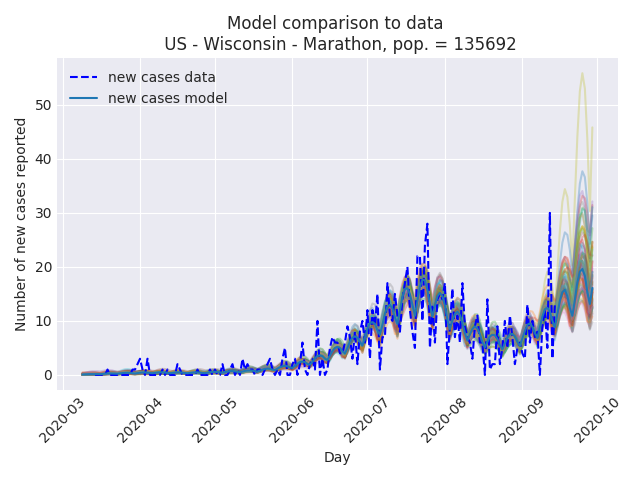 Model comparison to data
US - Wisconsin - Marathon, pop. = 135692
new cases data
new cases model
Number of new cases reported
50
40
30
20
10
0
2020-03
2020-04
2020-05
2020-06
2020-07
2020-08
2020-09
2020-10
Day